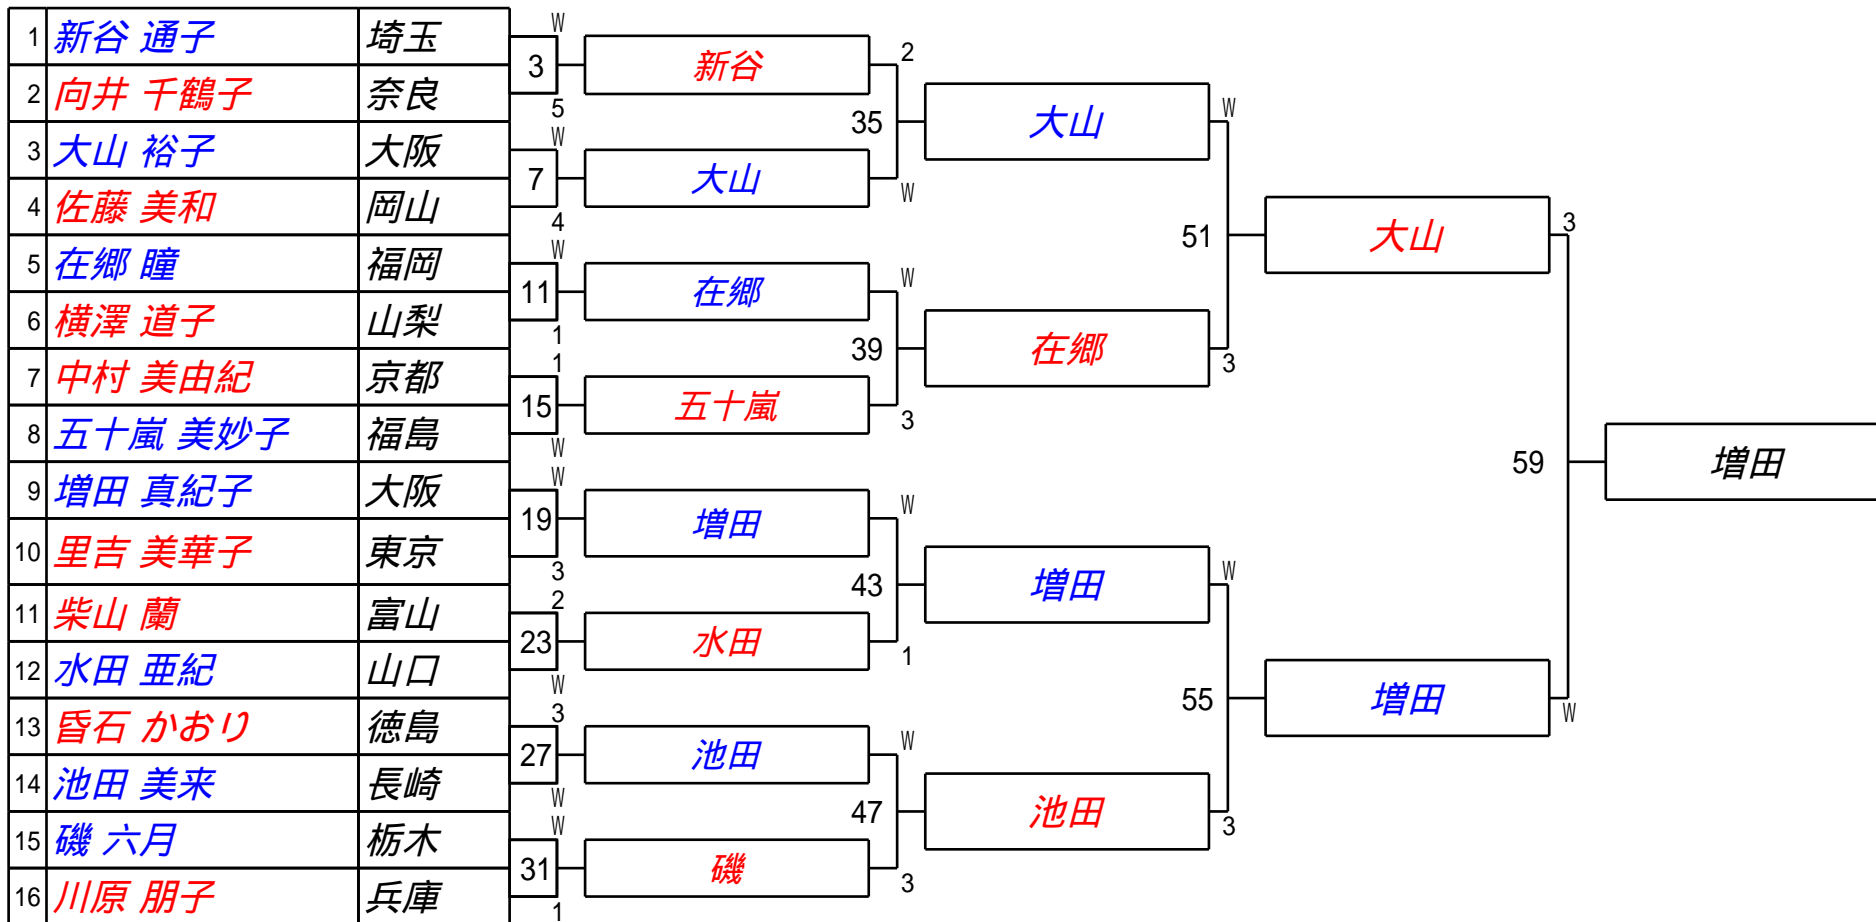 1 新谷 通子 埼玉
2 向井 千鶴子 奈良
3 大山 裕子 大阪
4 佐藤 美和 岡山
5 在郷 瞳 福岡
6 横澤 道子 山梨
7 中村 美由紀 京都
8 五十嵐 美妙子 福島
9 増田 真紀子 大阪
10 里吉 美華子 東京
11 柴山 蘭 富山
12 水田 亜紀 山口
13 昏石 かおり 徳島
14 池田 美来 長崎
15 磯 六月 栃木
16 川原 朋子 兵庫
W
3
5
W
7
4
W
11
1
1
15
W
W
19
3
2
23
W
3
27
W
W
31
1
新谷
2
35
大山
W
在郷
W
39
五十嵐
3
増田
W
43
水田
1
池田
W
47
磯
3
大山
W
51
在郷
3
増田
W
55
池田
3
大山
3
59
増田
W
増田